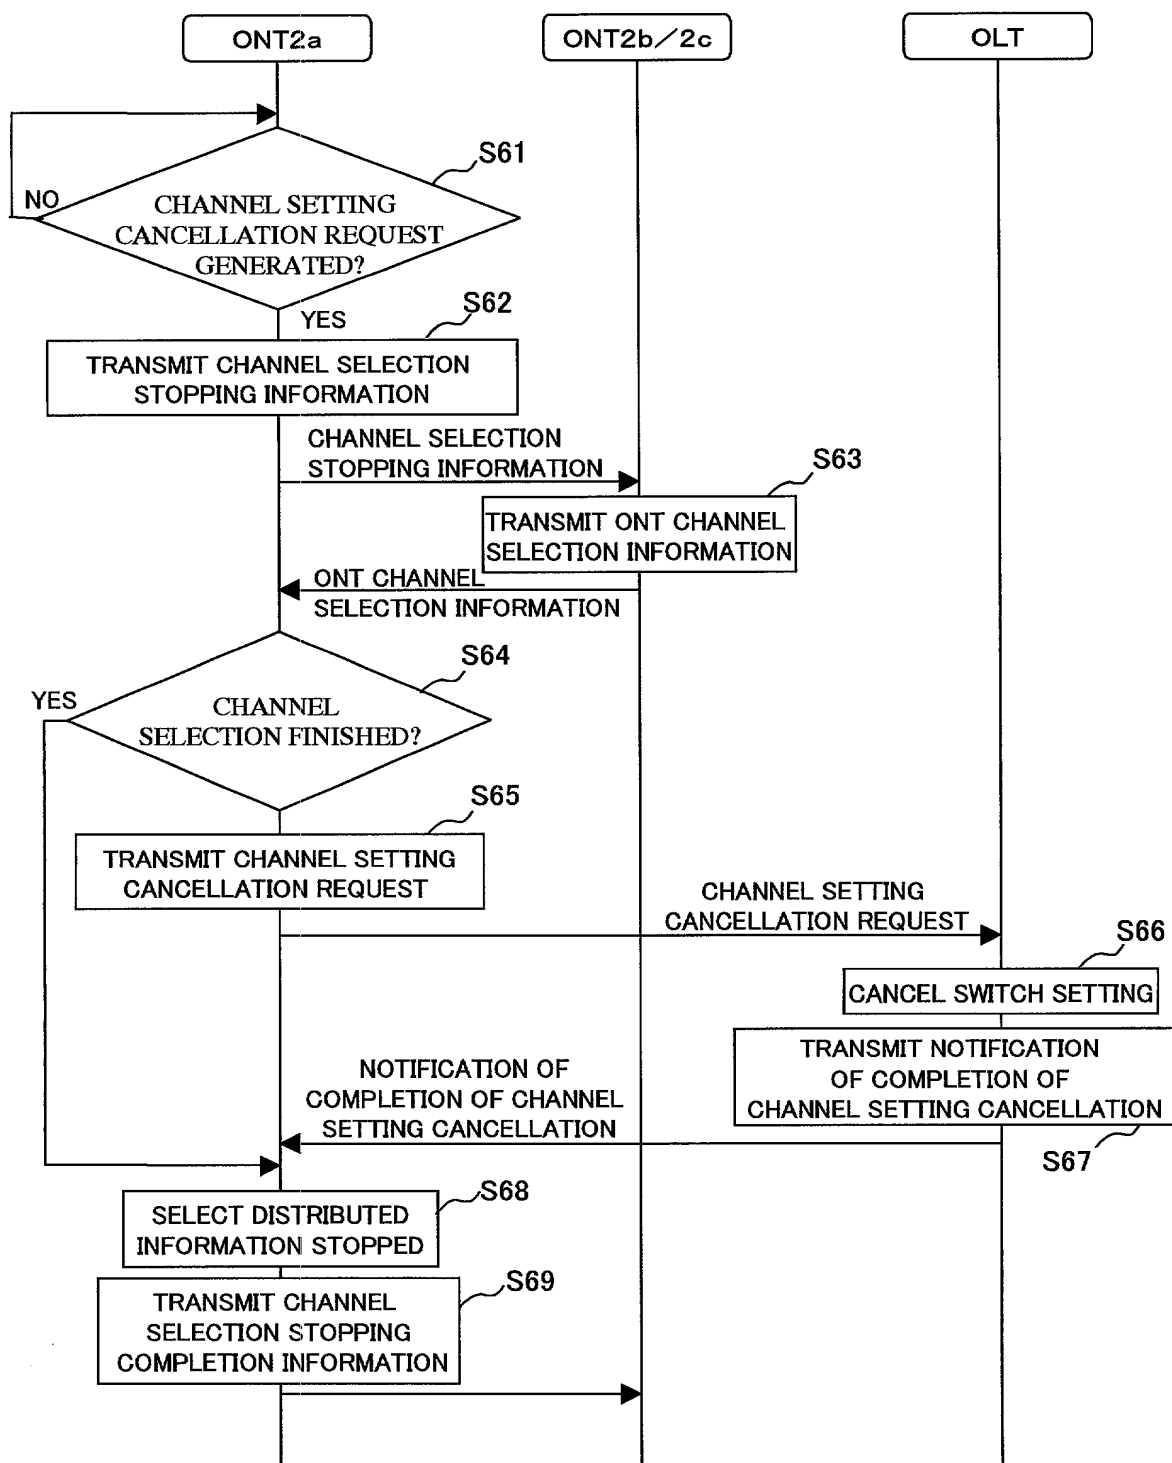 ONT2a
ONT2b/2c
OLT
S61
NO
CHANNEL SETTING
CANCELLATION REQUEST
GENERATED?
S62
YES
TRANSMIT CHANNEL SELECTION
STOPPING INFORMATION
CHANNEL SELECTION
STOPPING INFORMATION
S63
TRANSMIT ONT CHANNEL
SELECTION INFORMATION
ONT CHANNEL
SELECTION INFORMATION
S64
YES
CHANNEL
SELECTION FINISHED?
S65
TRANSMIT CHANNEL SETTING
CANCELLATION REQUEST
CHANNEL SETTING
CANCELLATION REQUEST
S66
CANCEL SWITCH SETTING
TRANSMIT NOTIFICATION
OF COMPLETION OF
CHANNEL SETTING CANCELLATION
NOTIFICATION OF
COMPLETION OF CHANNEL
SETTING CANCELLATION
S67
S68
SELECT DISTRIBUTED
INFORMATION STOPPED
S69
TRANSMIT CHANNEL
SELECTION STOPPING
COMPLETION INFORMATION